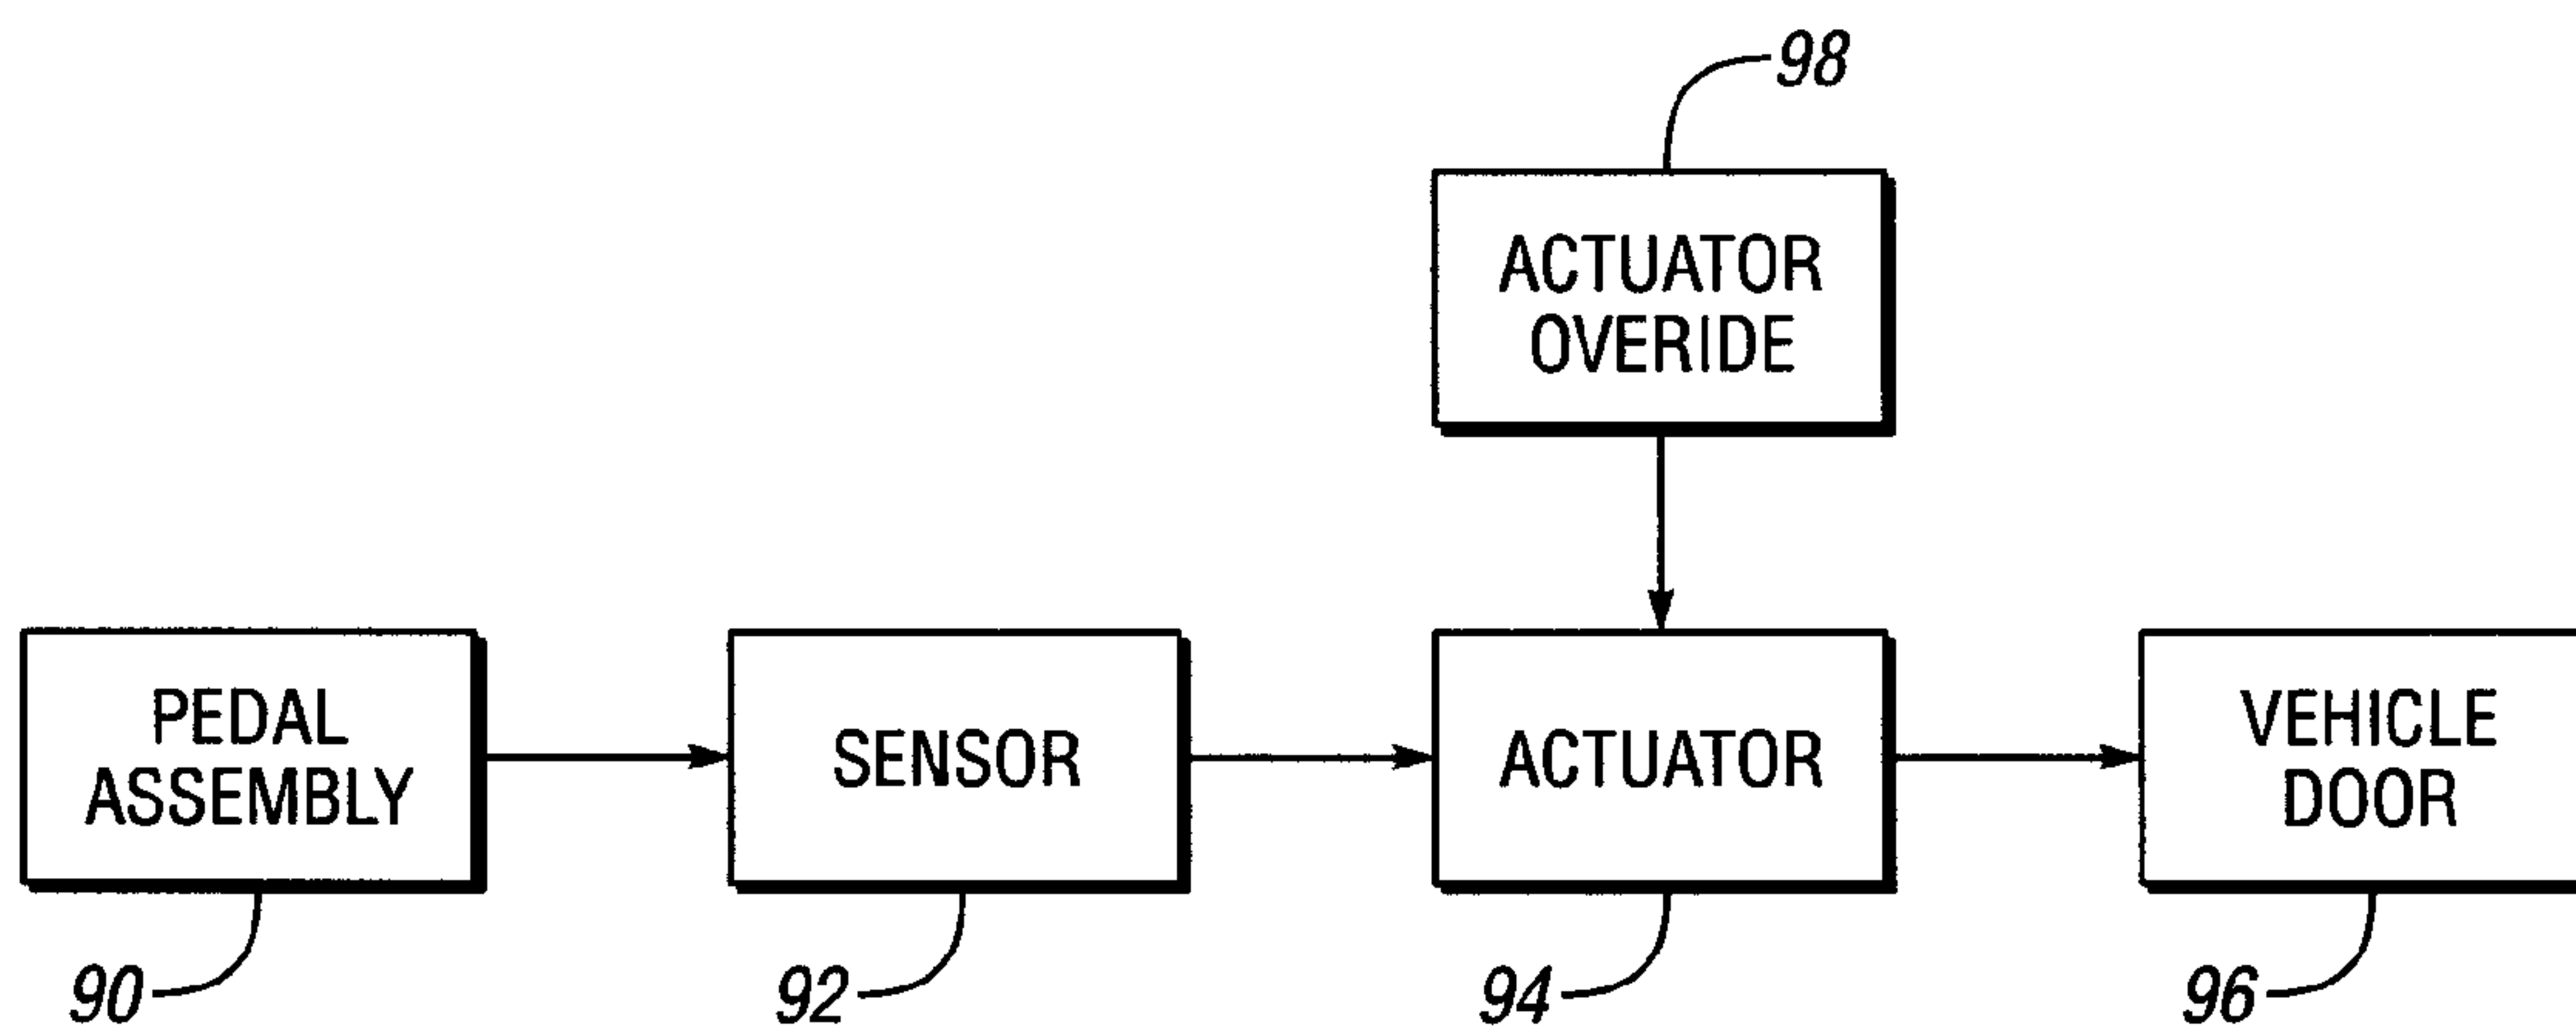 98
ACTUATOR
OVERIDE
PEDAL
ASSEMBLY
SENSOR
ACTUATOR
VEHICLE
DOOR
90
92
94
96